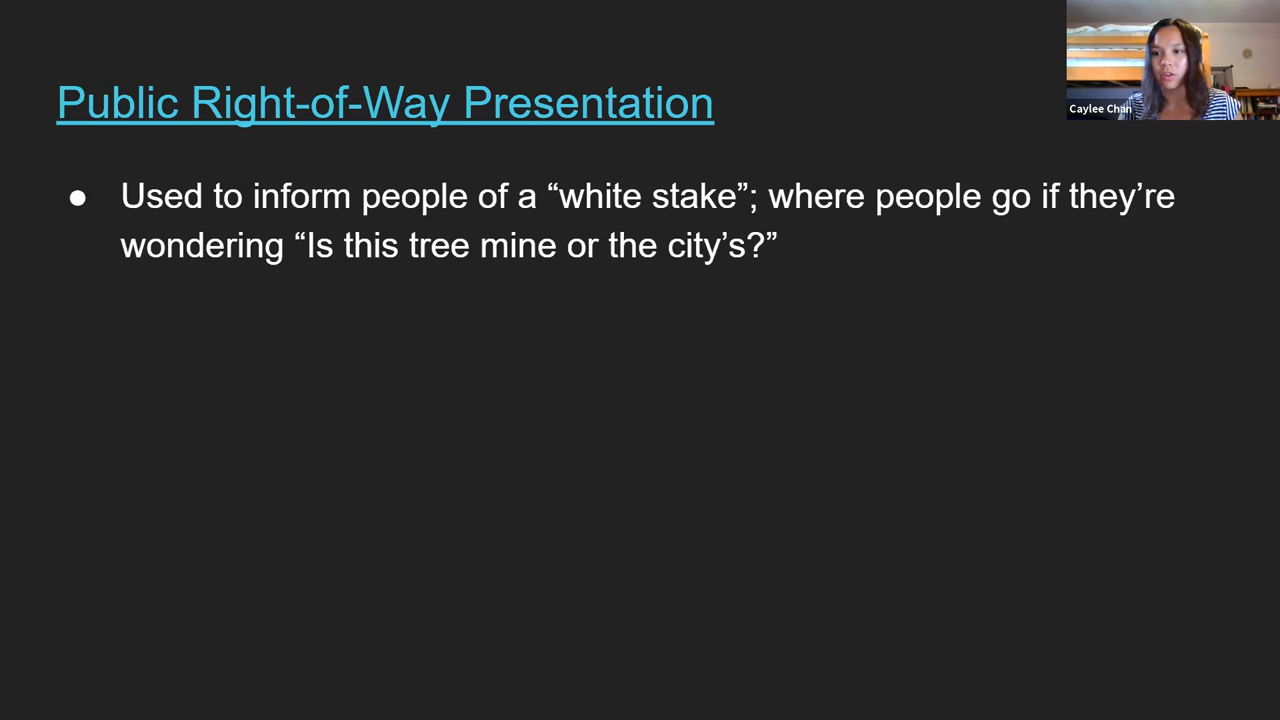 Public Right-of-Way Presentation
● Used to inform people of a “white stake”; where people go if they’re
wondering “Is this tree mine or the city’s?”
Caylee Chan